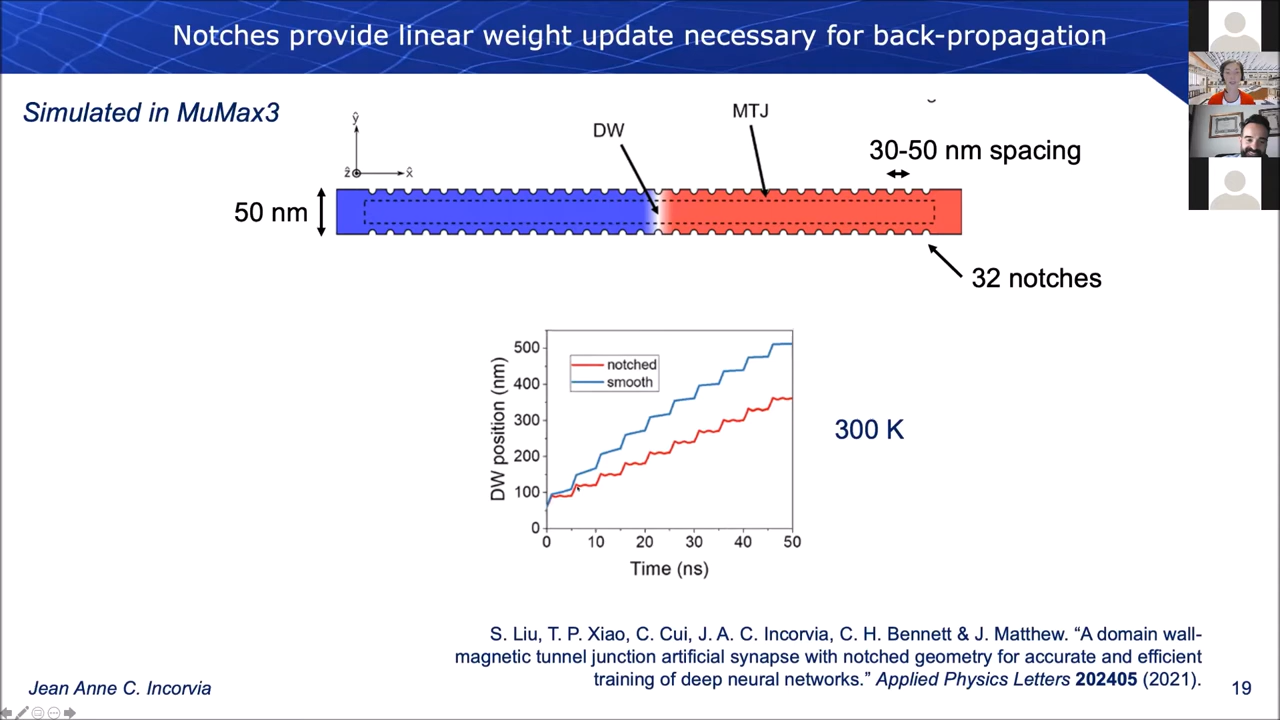 Notches provide linear weight update necessary for back-propagation
Simulated in MuMax3
ŷ
ẑ
x̂
DW
MTJ
30-50 nm spacing
50 nm
32 notches
notched
smooth
DW position (nm)
500
400
300
200
100
0
0 10 20 30 40 50
Time (ns)
300 K
S. Liu, T. P. Xiao, C. Cui, J. A. C. Incorvia, C. H. Bennett & J. Matthew. “A domain wall-
magnetic tunnel junction artificial synapse with notched geometry for accurate and efficient
training of deep neural networks.” Applied Physics Letters 202405 (2021).
Jean Anne C. Incorvia
19